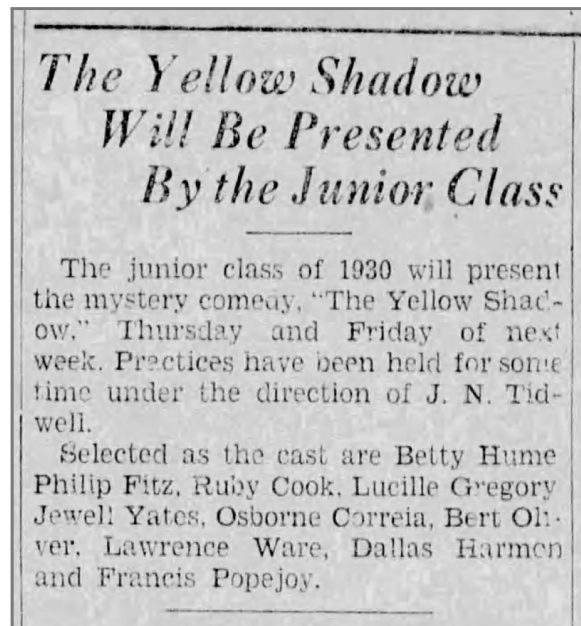 The Yellow Shadow
Will Be Presented
By the Junior Class
The junior class of 1930 will present
the mystery comedy, "The Yellow Shad-
ow," Thursday and Friday of next
week. Practices have been held for some
time under the direction of J. N. Tid-
well.
Selected as the cast are Betty Hume
Philip Fitz, Ruby Cook, Lucille Gregory
Jewell Yates, Osborne Correia, Bert Oli-
ver, Lawrence Ware, Dallas Harmon
and Francis Popejoy.